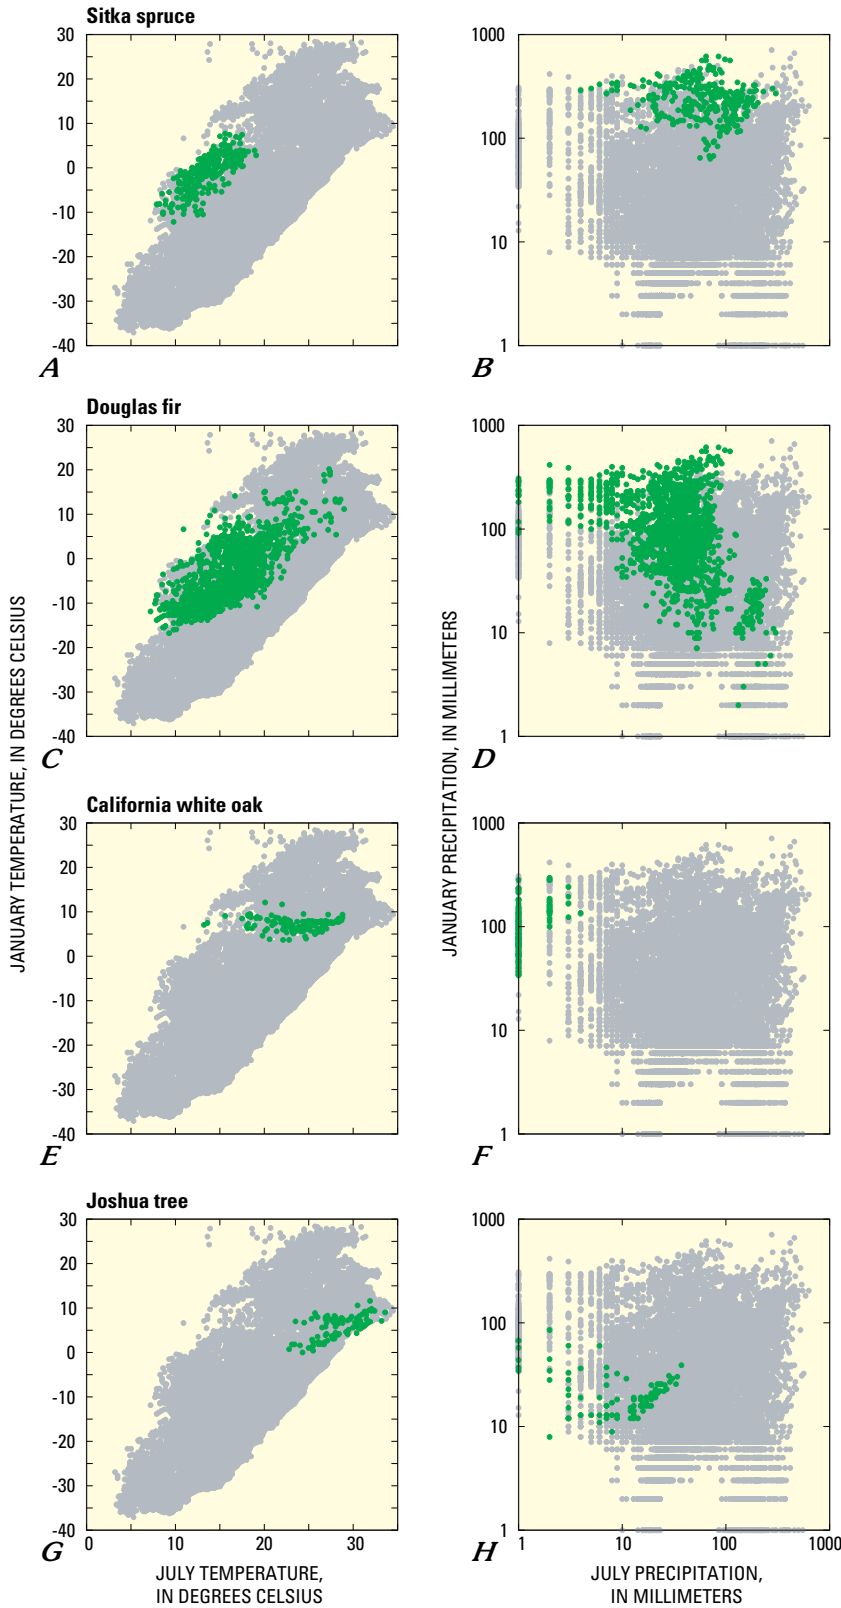 Sitka spruce
30
20
10
0
-10
-20
-30
-40
A
1000
100
10
1
B
Douglas fir
30
20
10
0
-10
-20
-30
-40
C
1000
100
10
1
D
JANUARY TEMPERATURE, IN DEGREES CELSIUS
JANUARY PRECIPITATION, IN MILLIMETERS
California white oak
30
20
10
0
-10
-20
-30
-40
E
1000
100
10
1
F
Joshua tree
30
20
10
0
-10
-20
-30
-40
G
0 10 20 30
JULY TEMPERATURE,
IN DEGREES CELSIUS
1000
100
10
1
H
1 10 100 1000
JULY PRECIPITATION,
IN MILLIMETERS